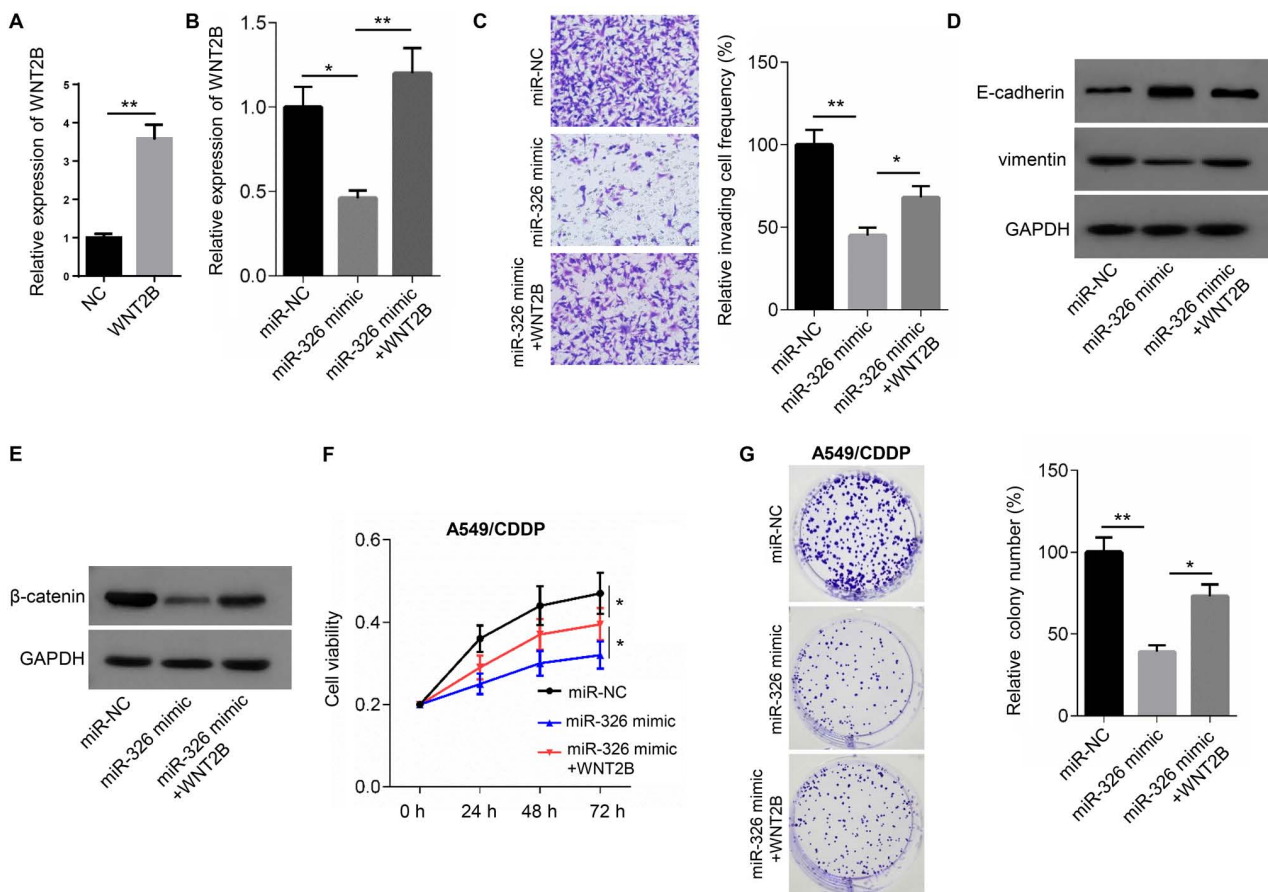 A
Relative expression of WNT2B
5
4
3
2
1
0
**
NC
WNT2B
B
Relative expression of WNT2B
1.5
1.0
0.5
0.0
*
**
miR-NC
miR-326 mimic
miR-326 mimic
+WNT2B
C
miR-NC
miR-326 mimic
miR-326 mimic
+WNT2B
Relative invading cell frequency (%)
150
100
50
0
**
*
miR-NC
miR-326 mimic
miR-326 mimic
+WNT2B
D
E-cadherin
vimentin
GAPDH
miR-NC
miR-326 mimic
miR-326 mimic
+WNT2B
E
β-catenin
GAPDH
miR-NC
miR-326 mimic
miR-326 mimic
+WNT2B
F
A549/CDDP
Cell viability
0.6
0.4
0.2
0.0
0 h
24 h
48 h
72 h
*
*
miR-NC
miR-326 mimic
miR-326 mimic
+WNT2B
G
A549/CDDP
miR-NC
miR-326 mimic
miR-326 mimic
+WNT2B
Relative colony number (%)
150
100
50
0
**
*
miR-NC
miR-326 mimic
miR-326 mimic
+WNT2B